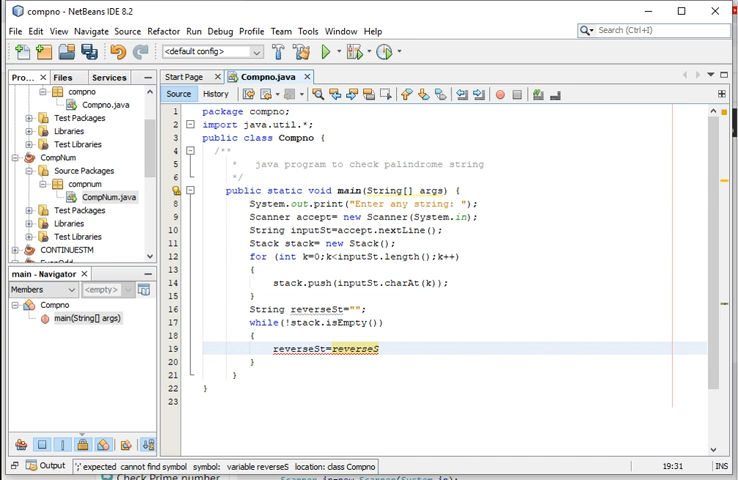 compno - NetBeans IDE 8.2
File Edit View Navigate Source Refactor Run Debug Profile Team Tools Window Help
Search (Ctrl+I)
<default config>
Pro... Files Services
Start Page Compno.java
Source History
compno
Compno.java
Test Packages
Libraries
Test Libraries
CompNum
Source Packages
compnum
CompNum.java
Test Packages
Libraries
Test Libraries
CONTINUESTM
main - Navigator
Members <empty>
Compno
main(String[] args)
1 package compno;
2 import java.util.*;
3 public class Compno {
4 /**
5 * java program to check palindrome string
6 */
7 public static void main(String[] args) {
8 System.out.print("Enter any string: ");
9 Scanner accept= new Scanner(System.in);
10 String inputSt=accept.nextLine();
11 Stack stack= new Stack();
12 for (int k=0;k<inputSt.length();k++)
13 {
14 stack.push(inputSt.charAt(k));
15 }
16 String reverseSt="";
17 while(!stack.isEmpty())
18 {
19 reverseSt=reverseS
20 }
21 }
22 }
23
Output
';' expected cannot find symbol symbol: variable reverseS location: class Compno
19:31 INS
Check Prime number
Scanner in=new Scanner(System.in);